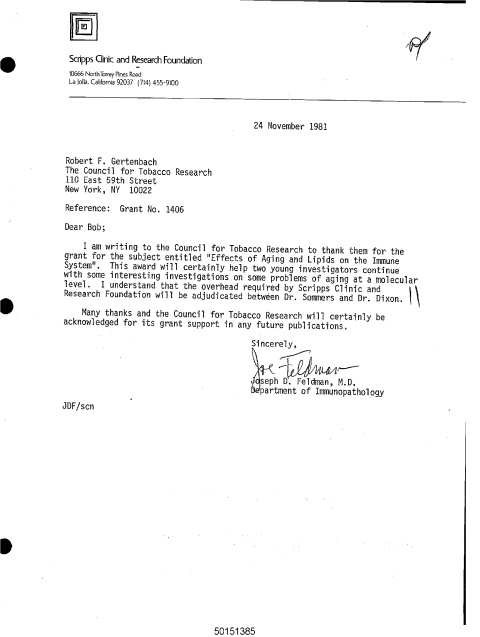 Scripps Clinic and Research Foundation
10666 North Torrey Pines Road
La Jolla, California 92037 (714) 455-9100
24 November 1981
Robert F. Gertenbach
The Council for Tobacco Research
110 East 59th Street
New York, NY 10022
Reference: Grant No. 1406
Dear Bob;
I am writing to the Council for Tobacco Research to thank them for the
grant for the subject entitled "Effects of Aging and Lipids on the Immune
System". This award will certainly help two young investigators continue
with some interesting investigations on some problems of aging at a molecular
level. I understand that the overhead required by Scripps Clinic and
Research Foundation will be adjudicated between Dr. Sommers and Dr. Dixon.
Many thanks and the Council for Tobacco Research will certainly be
acknowledged for its grant support in any future publications.
Sincerely,
Joe Feldman
Joseph D. Feldman, M.D.
Department of Immunopathology
JDF/scn
50151385